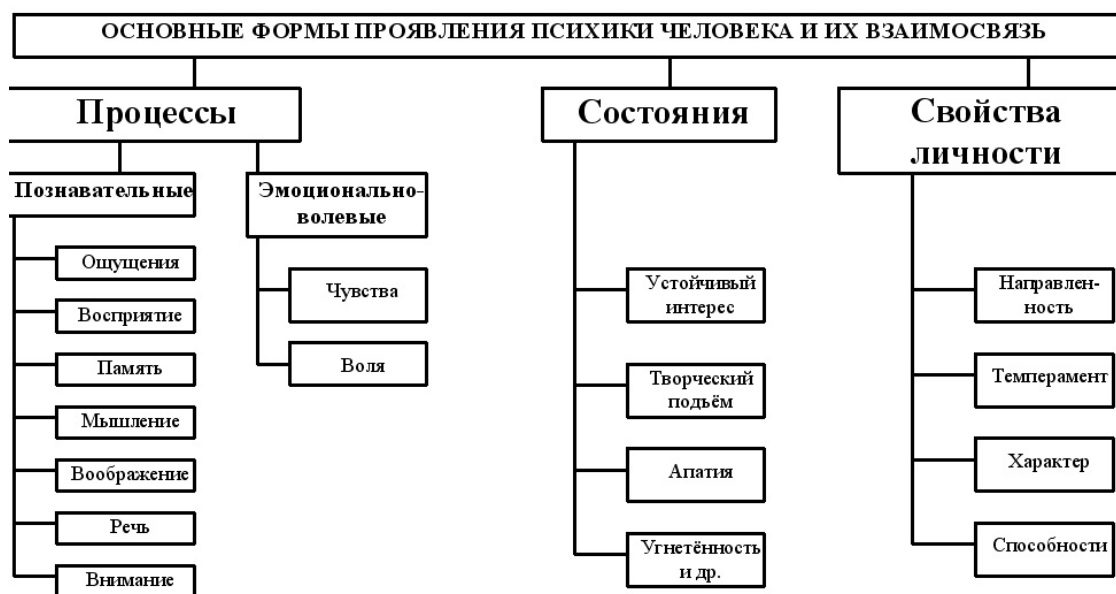 ОСНОВНЫЕ ФОРМЫ ПРОЯВЛЕНИЯ ПСИХИКИ ЧЕЛОВЕКА И ИХ ВЗАИМОСВЯЗЬ
Процессы
Познавательные
Ощущения
Восприятие
Память
Мышление
Воображение
Речь
Внимание
Эмоционально-
волевые
Чувства
Воля
Состояния
Устойчивый
интерес
Творческий
подъём
Апатия
Угнетённость
и др.
Свойства
личности
Направлен-
ность
Темперамент
Характер
Способности